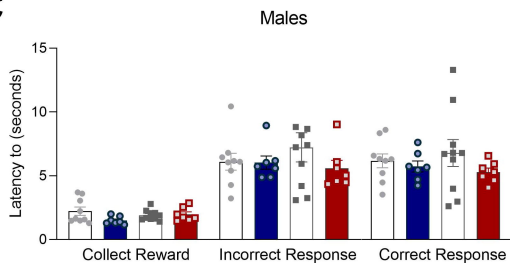 Males
15
10
5
0
Latency to (seconds)
Collect Reward
Incorrect Response
Correct Response